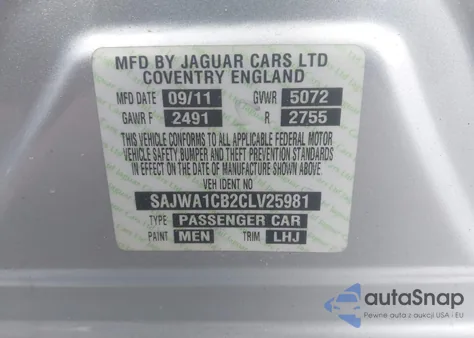 MFD BY JAGUAR CARS LTD
COVENTRY ENGLAND
MFD DATE 09/11 GVWR 5072
GAWR F 2491 R 2755
THIS VEHICLE CONFORMS TO ALL APPLICABLE FEDERAL MOTOR
VEHICLE SAFETY, BUMPER AND THEFT PREVENTION STANDARDS
IN EFFECT ON THE DATE OF MANUFACTURE SHOWN ABOVE
VEH IDENT NO
SAJWA1CB2CLV25981
TYPE PASSENGER CAR
PAINT MEN TRIM LHJ
autoSnap
Pewne auta z aukcji USA i EU